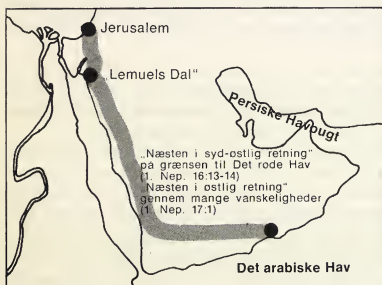 Jerusalem
„Lemuels Dal“
Persiske Havbugt
„Næsten i syd-østlig retning“
på grænsen til Det røde Hav
(1. Nep. 16:13-14)
„Næsten i østlig retning“
gennem mange vanskeligheder
(1. Nep. 17:1)
Det arabiske Hav